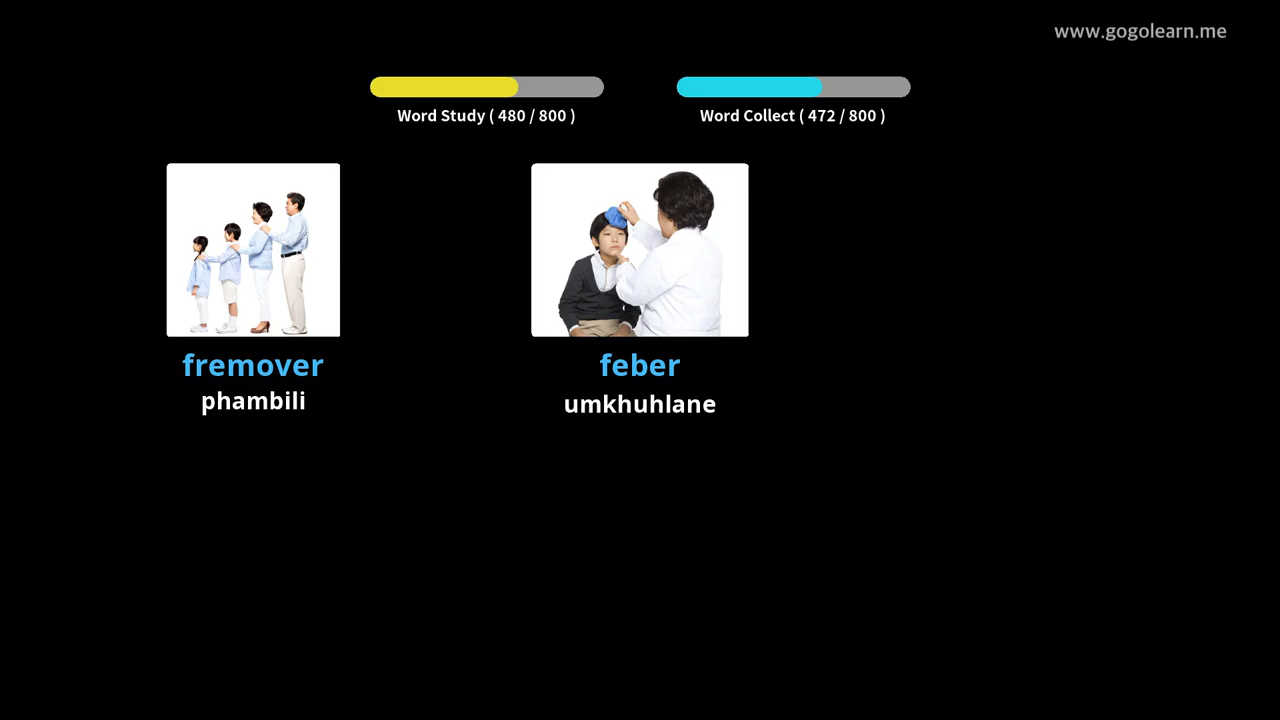 www.gogolearn.me
Word Study ( 480 / 800 )
Word Collect ( 472 / 800 )
fremover
phambili
feber
umkhuhlane